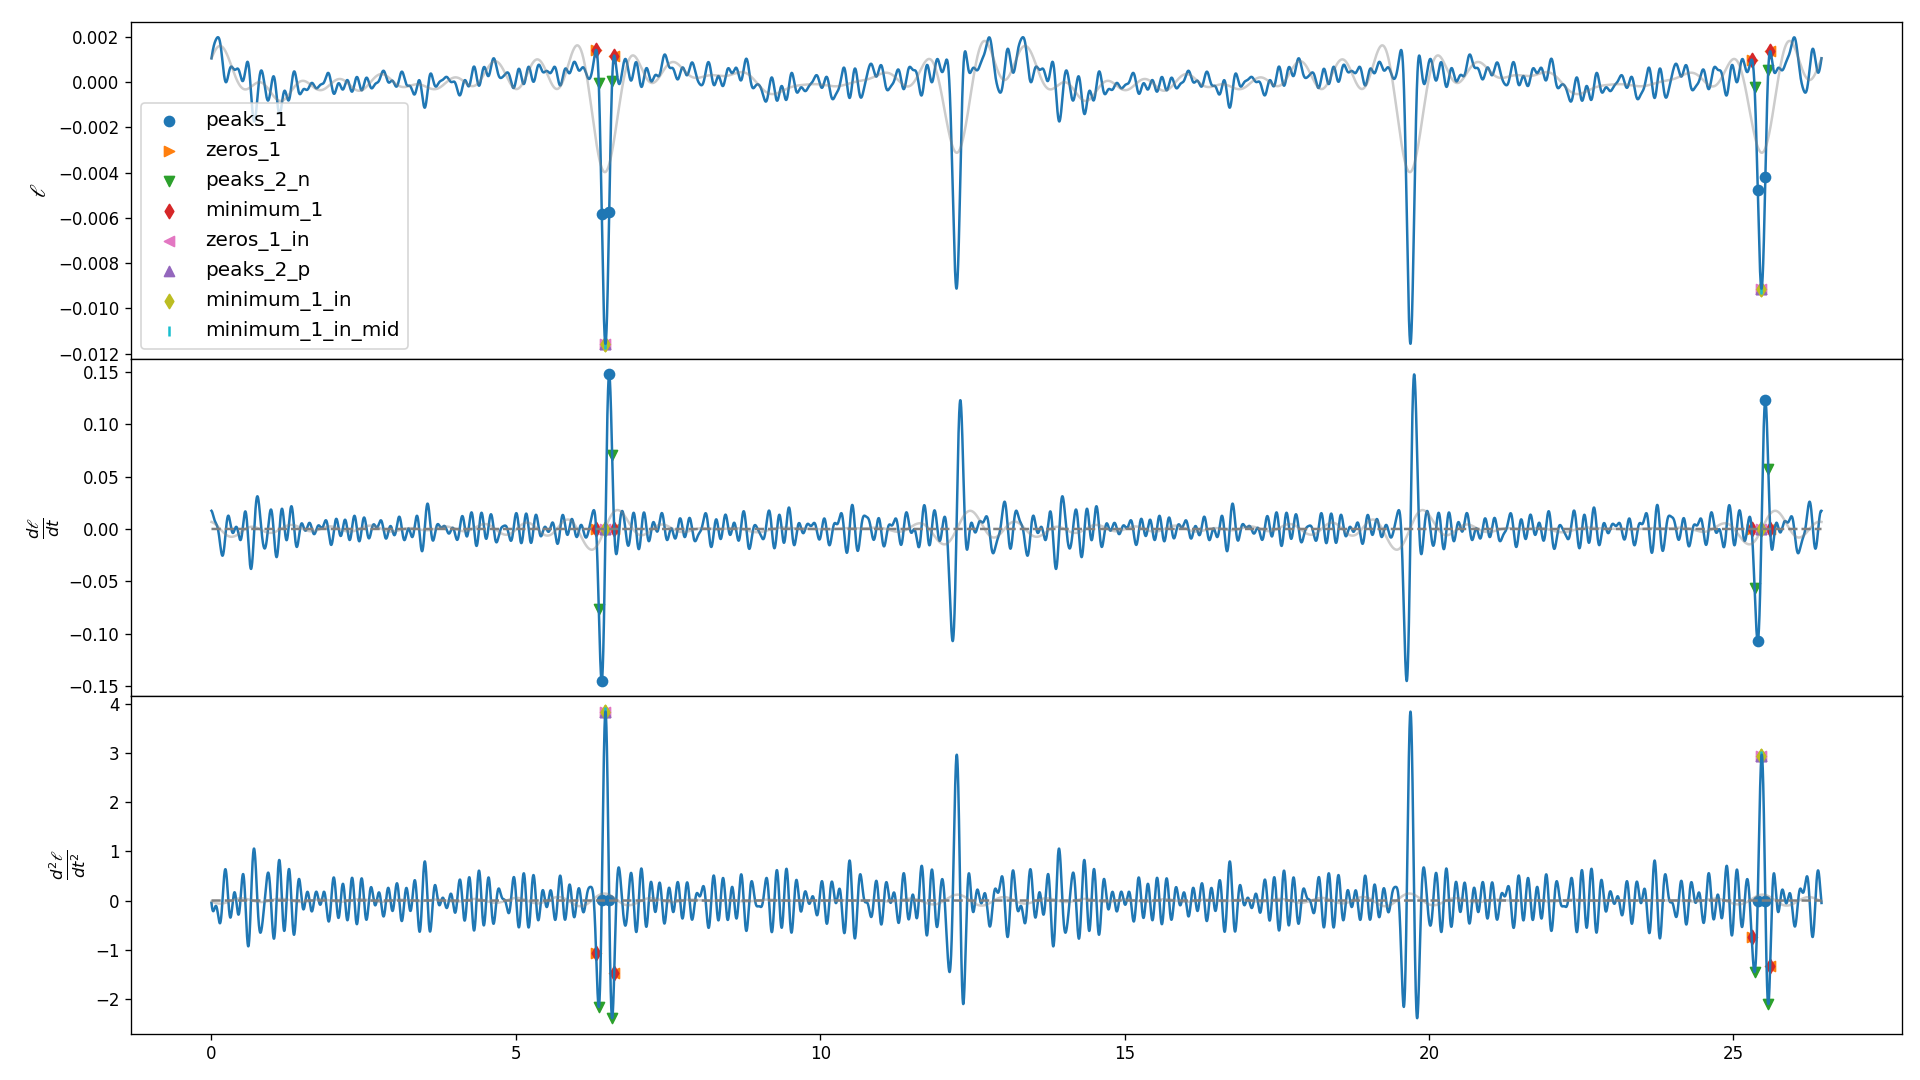 0.002
0.000
−0.002
−0.004
−0.006
−0.008
−0.010
−0.012
ℓ
peaks_1
zeros_1
peaks_2_n
minimum_1
zeros_1_in
peaks_2_p
minimum_1_in
minimum_1_in_mid
0.15
0.10
0.05
0.00
−0.05
−0.10
−0.15
dℓ
dt
4
3
2
1
0
−1
−2
d²ℓ
dt²
0 5 10 15 20 25